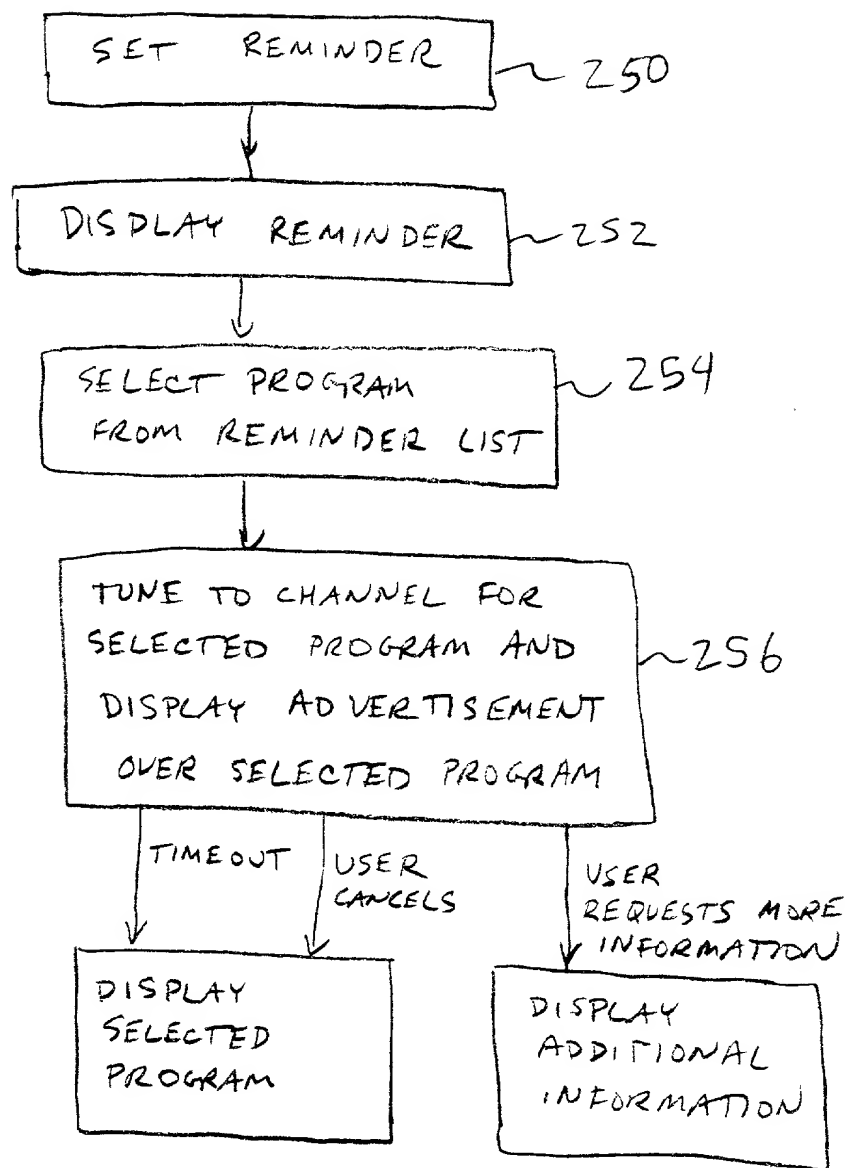 SET REMINDER
250
DISPLAY REMINDER
252
SELECT PROGRAM
FROM REMINDER LIST
254
TUNE TO CHANNEL FOR
SELECTED PROGRAM AND
DISPLAY ADVERTISEMENT
OVER SELECTED PROGRAM
256
TIMEOUT
USER
CANCELS
USER
REQUESTS MORE
INFORMATION
DISPLAY
SELECTED
PROGRAM
DISPLAY
ADDITIONAL
INFORMATION